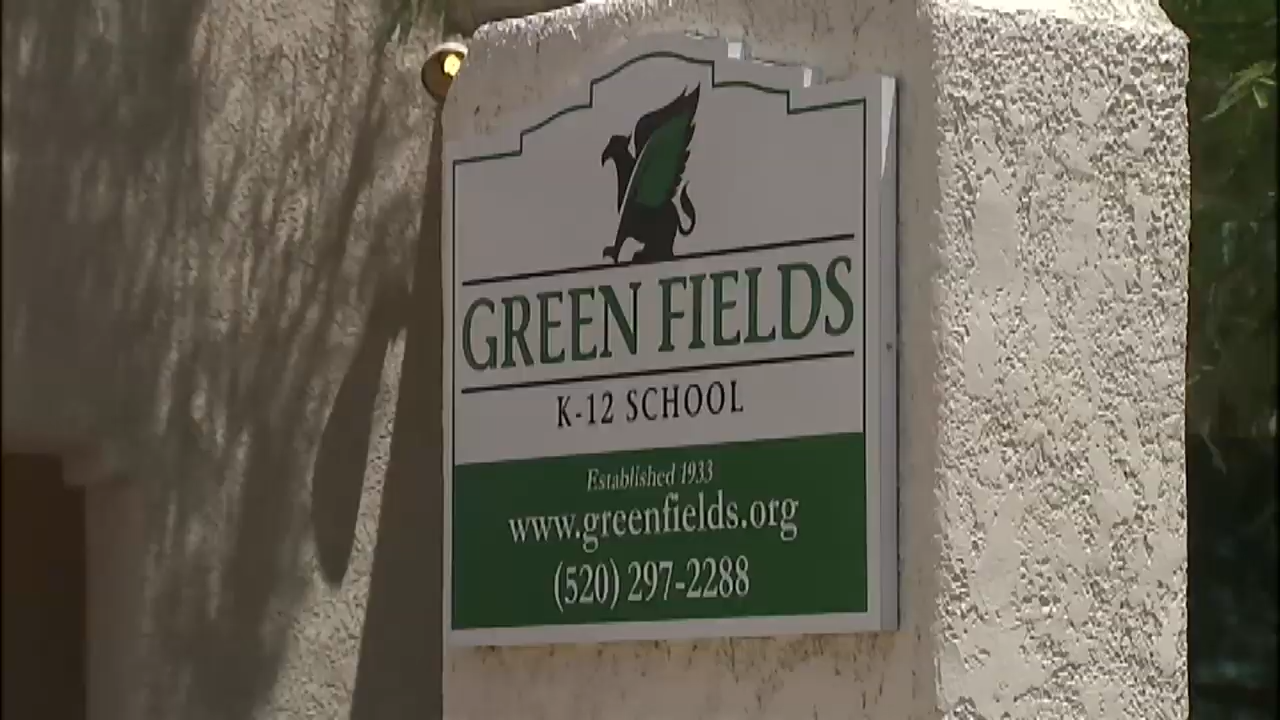 GREEN FIELDS
K-12 SCHOOL
Established 1933
www.greenfields.org
(520) 297-2288